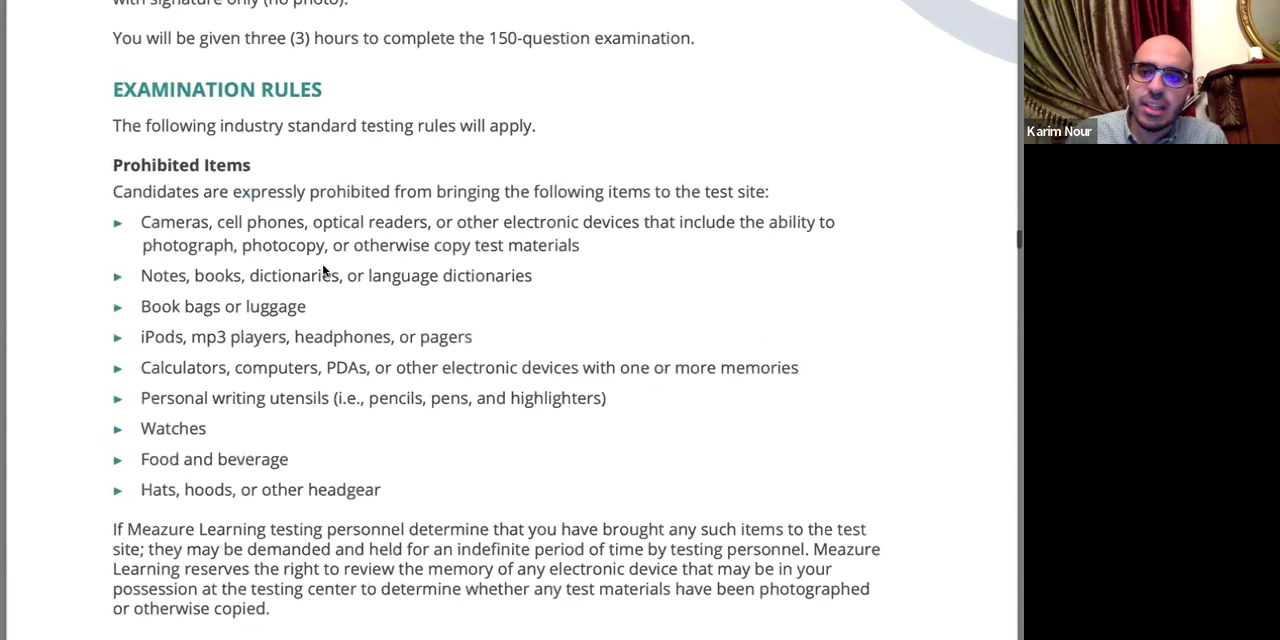 with signature only (no photo).
You will be given three (3) hours to complete the 150-question examination.
EXAMINATION RULES
The following industry standard testing rules will apply.
Prohibited Items
Candidates are expressly prohibited from bringing the following items to the test site:
► Cameras, cell phones, optical readers, or other electronic devices that include the ability to
photograph, photocopy, or otherwise copy test materials
► Notes, books, dictionaries, or language dictionaries
► Book bags or luggage
► iPods, mp3 players, headphones, or pagers
► Calculators, computers, PDAs, or other electronic devices with one or more memories
► Personal writing utensils (i.e., pencils, pens, and highlighters)
► Watches
► Food and beverage
► Hats, hoods, or other headgear
If Meazure Learning testing personnel determine that you have brought any such items to the test
site; they may be demanded and held for an indefinite period of time by testing personnel. Meazure
Learning reserves the right to review the memory of any electronic device that may be in your
possession at the testing center to determine whether any test materials have been photographed
or otherwise copied.
Karim Nour